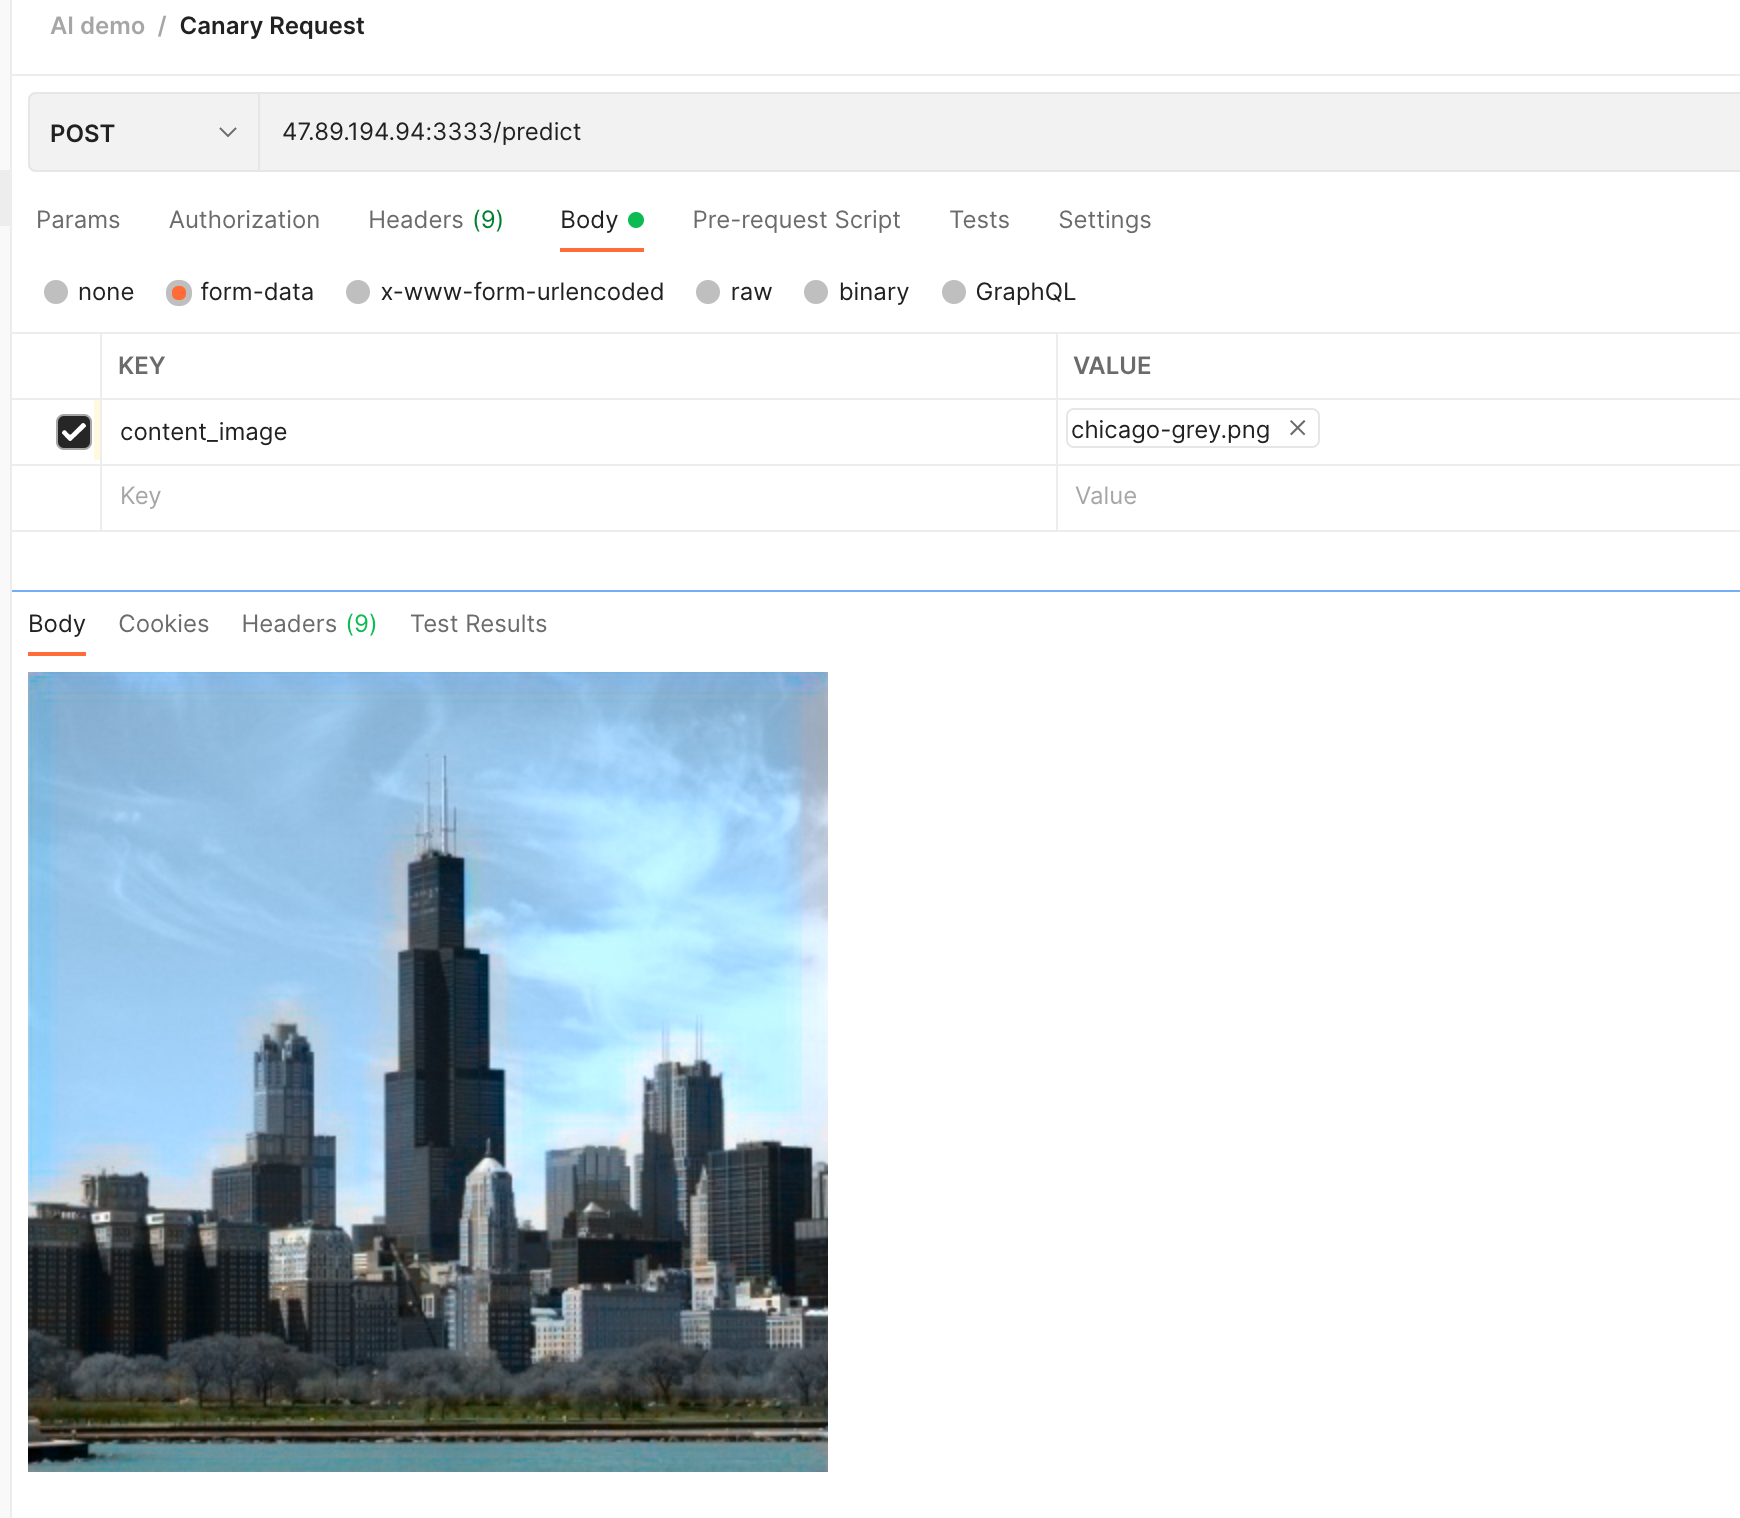 AI demo / Canary Request
POST 47.89.194.94:3333/predict
Params Authorization Headers (9) Body Pre-request Script Tests Settings
none form-data x-www-form-urlencoded raw binary GraphQL
KEY VALUE
content_image chicago-grey.png
Key Value
Body Cookies Headers (9) Test Results